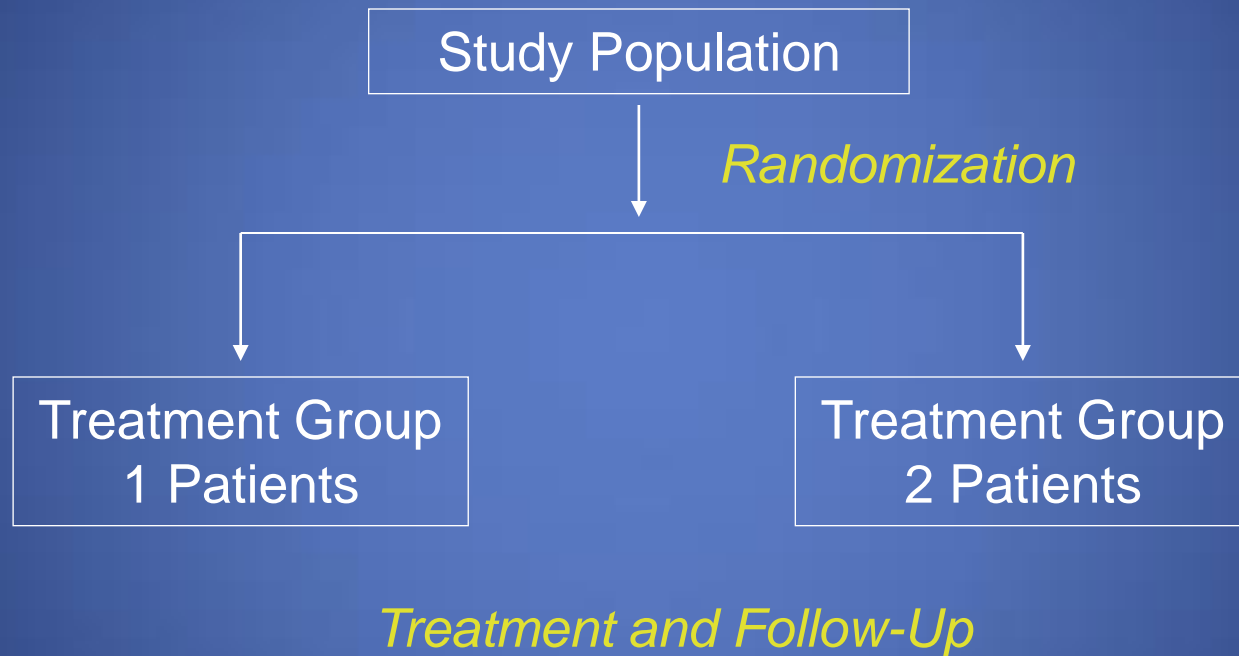 Study Population
Randomization
Treatment Group
1 Patients
Treatment Group
2 Patients
Treatment and Follow-Up